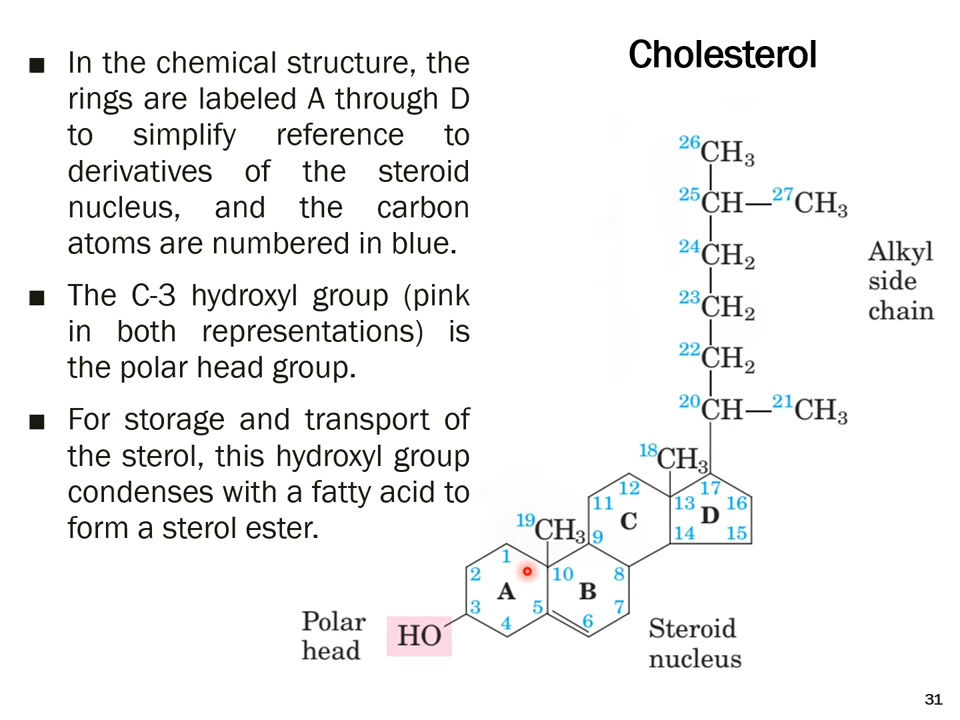 Cholesterol
■ In the chemical structure, the
rings are labeled A through D
to simplify reference to
derivatives of the steroid
nucleus, and the carbon
atoms are numbered in blue.
■ The C-3 hydroxyl group (pink
in both representations) is
the polar head group.
■ For storage and transport of
the sterol, this hydroxyl group
condenses with a fatty acid to
form a sterol ester.
26CH3
25CH—27CH3
24CH2
Alkyl
side
chain
23CH2
22CH2
20CH—21CH3
18CH3
12 17
11 13 16
C D
19CH3 9 14 15
1
2 10 8
A B
3 5 7
4 6
Polar
head
HO
Steroid
nucleus
31